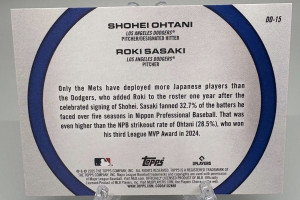 DD-15
SHOHEI OHTANI
LOS ANGELES DODGERS®
PITCHER/DESIGNATED HITTER
ROKI SASAKI
LOS ANGELES DODGERS®
PITCHER
Only the Mets have deployed more Japanese players than
the Dodgers, who added Roki to the roster one year after the
celebrated signing of Shohei. Sasaki fanned 32.7% of the batters he
faced over five seasons in Nippon Professional Baseball. That
was even higher than the NPB strikeout rate of Ohtani (28.5%), who won
his third League MVP Award in 2024.
TOPPS
PLAYERS